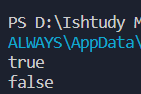 PS D:\Ishtudy M
ALWAYS\AppData\
true
false